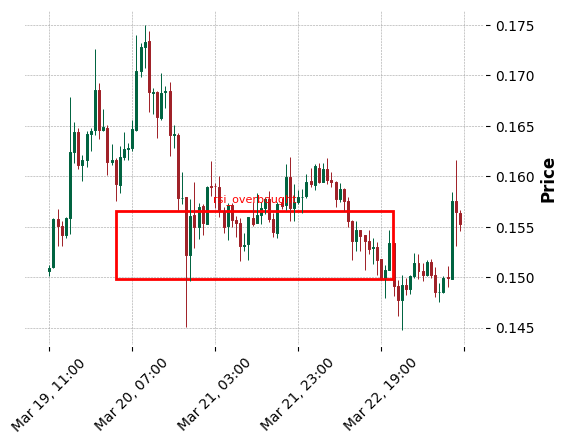 0.175
0.170
0.165
0.160
0.155
0.150
0.145
Price
rsi_overbought
Mar 19, 11:00
Mar 20, 07:00
Mar 21, 03:00
Mar 21, 23:00
Mar 22, 19:00